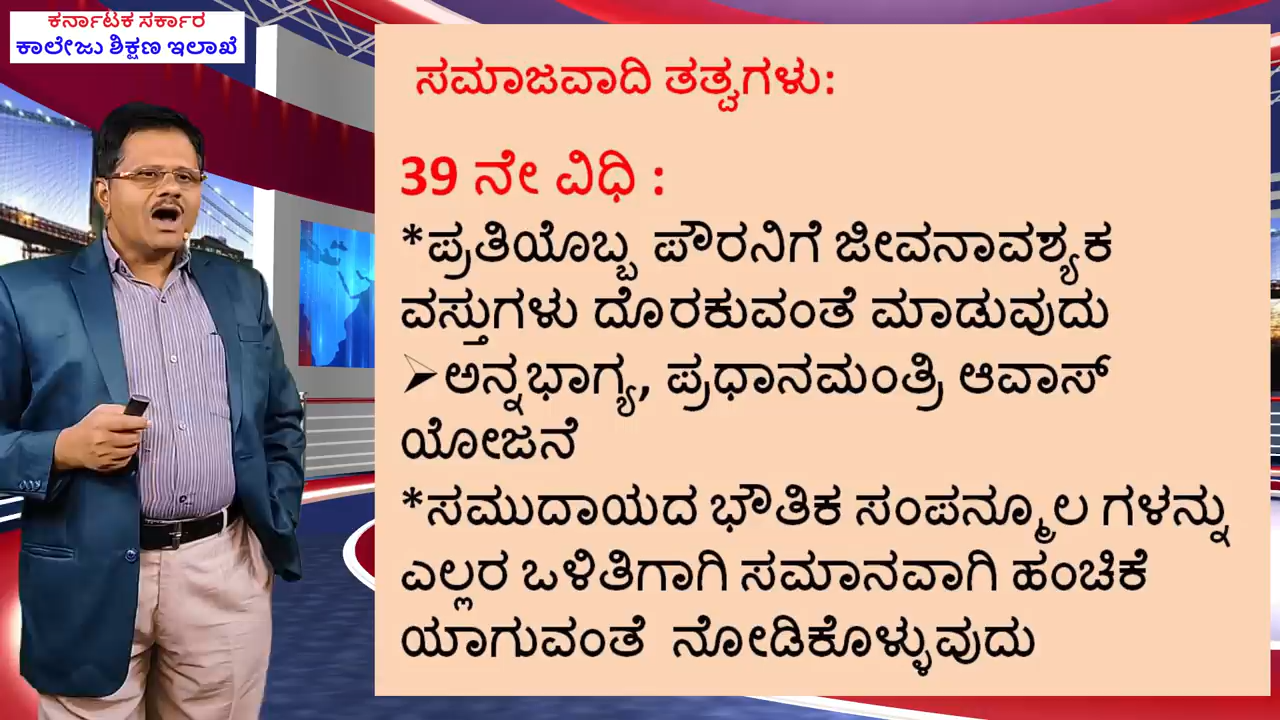 ಕರ್ನಾಟಕ ಸರ್ಕಾರ
ಕಾಲೇಜು ಶಿಕ್ಷಣ ಇಲಾಖೆ
ಸಮಾಜವಾದಿ ತತ್ವಗಳು:
39 ನೇ ವಿಧಿ :
*ಪ್ರತಿಯೊಬ್ಬ ಪೌರನಿಗೆ ಜೀವನಾವಶ್ಯಕ
ವಸ್ತುಗಳು ದೊರಕುವಂತೆ ಮಾಡುವುದು
➢ಅನ್ನಭಾಗ್ಯ, ಪ್ರಧಾನಮಂತ್ರಿ ಆವಾಸ್
ಯೋಜನೆ
*ಸಮುದಾಯದ ಭೌತಿಕ ಸಂಪನ್ಮೂಲ ಗಳನ್ನು
ಎಲ್ಲರ ಒಳಿತಿಗಾಗಿ ಸಮಾನವಾಗಿ ಹಂಚಿಕೆ
ಯಾಗುವಂತೆ ನೋಡಿಕೊಳ್ಳುವುದು